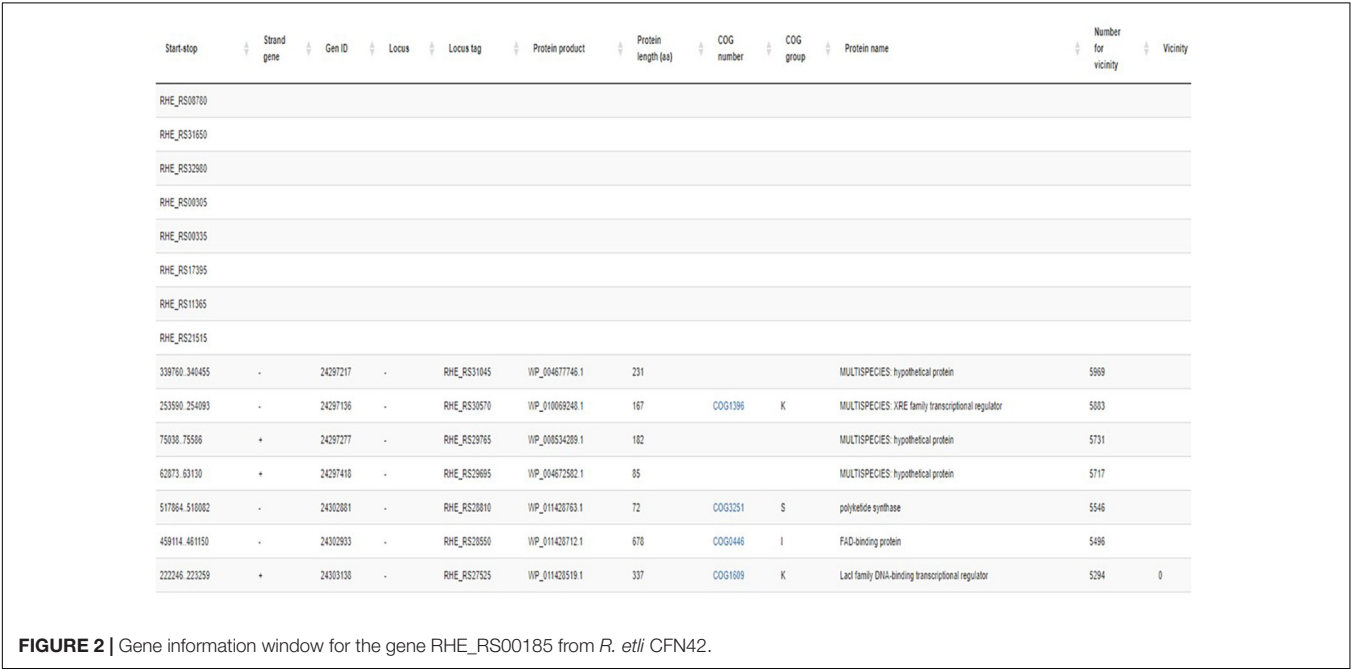 Start-stop Strand gene Gen ID Locus Locus tag Protein product Protein length (aa) COG number COG group Protein name Number for vicinity Vicinity
RHE_RS08780
RHE_RS31650
RHE_RS32980
RHE_RS00305
RHE_RS00335
RHE_RS17395
RHE_RS11365
RHE_RS21515
339760..340455 - 24297217 - RHE_RS31045 WP_004677746.1 231 MULTISPECIES: hypothetical protein 5969
253590..254093 - 24297136 - RHE_RS30570 WP_010069248.1 167 COG1396 K MULTISPECIES: XRE family transcriptional regulator 5883
75038..75586 + 24297277 - RHE_RS29765 WP_008534289.1 182 MULTISPECIES: hypothetical protein 5731
62873..63130 + 24297418 - RHE_RS29695 WP_004672582.1 85 MULTISPECIES: hypothetical protein 5717
517864..518082 - 24302881 - RHE_RS28810 WP_011428763.1 72 COG3251 S polyketide synthase 5546
459114..461150 - 24302933 - RHE_RS28550 WP_011428712.1 678 COG0446 I FAD-binding protein 5496
222246..223259 + 24303138 - RHE_RS27525 WP_011428519.1 337 COG1609 K LacI family DNA-binding transcriptional regulator 5294 0
FIGURE 2 | Gene information window for the gene RHE_RS00185 from R. etli CFN42.